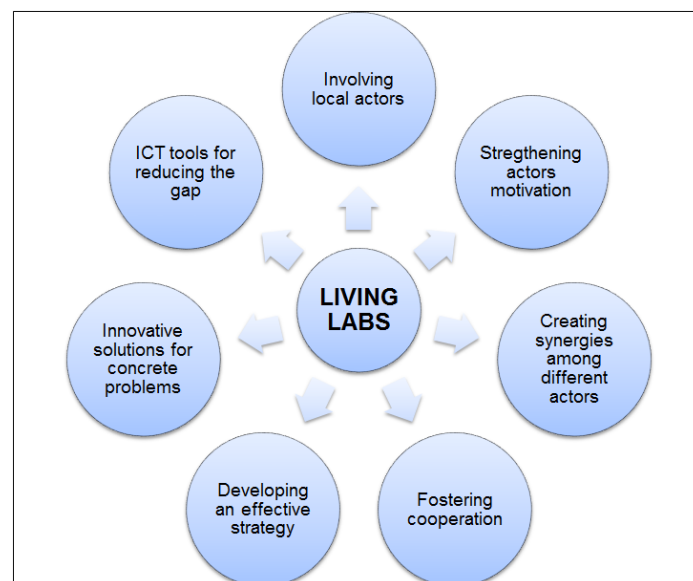 Involving
local actors
Stregthening
actors
motivation
Creating
synergies
among
different
actors
Fostering
cooperation
Developing
an effective
strategy
Innovative
solutions for
concrete
problems
ICT tools for
reducing the
gap
LIVING
LABS